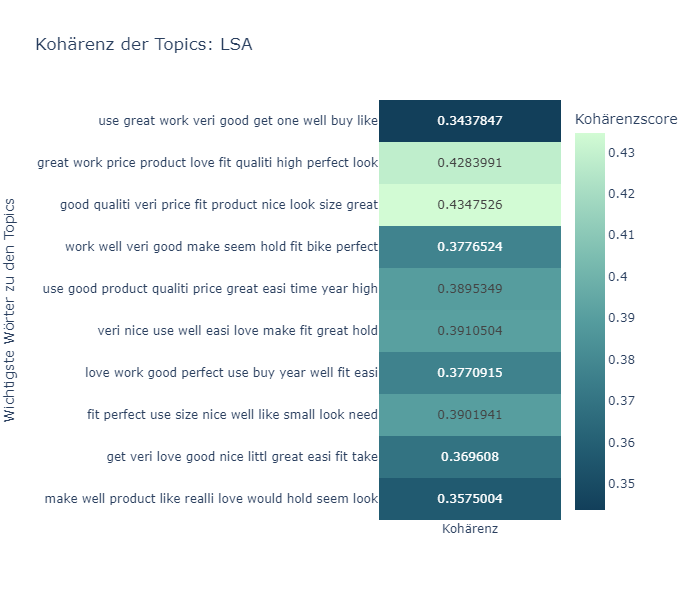 Kohärenz der Topics: LSA
Wichtigste Wörter zu den Topics
use great work veri good get one well buy like 0.3437847
great work price product love fit qualiti high perfect look 0.4283991
good qualiti veri price fit product nice look size great 0.4347526
work well veri good make seem hold fit bike perfect 0.3776524
use good product qualiti price great easi time year high 0.3895349
veri nice use well easi love make fit great hold 0.3910504
love work good perfect use buy year well fit easi 0.3770915
fit perfect use size nice well like small look need 0.3901941
get veri love good nice littl great easi fit take 0.369608
make well product like realli love would hold seem look 0.3575004
Kohärenz
Kohärenzscore
0.43
0.42
0.41
0.4
0.39
0.38
0.37
0.36
0.35